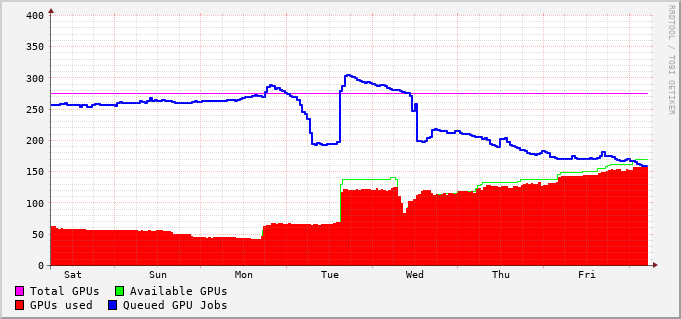 400
350
300
250
200
150
100
50
0
Sat Sun Mon Tue Wed Thu Fri
Total GPUs Available GPUs
GPUs used Queued GPU Jobs
RRDTOOL / TOBI OETIKER